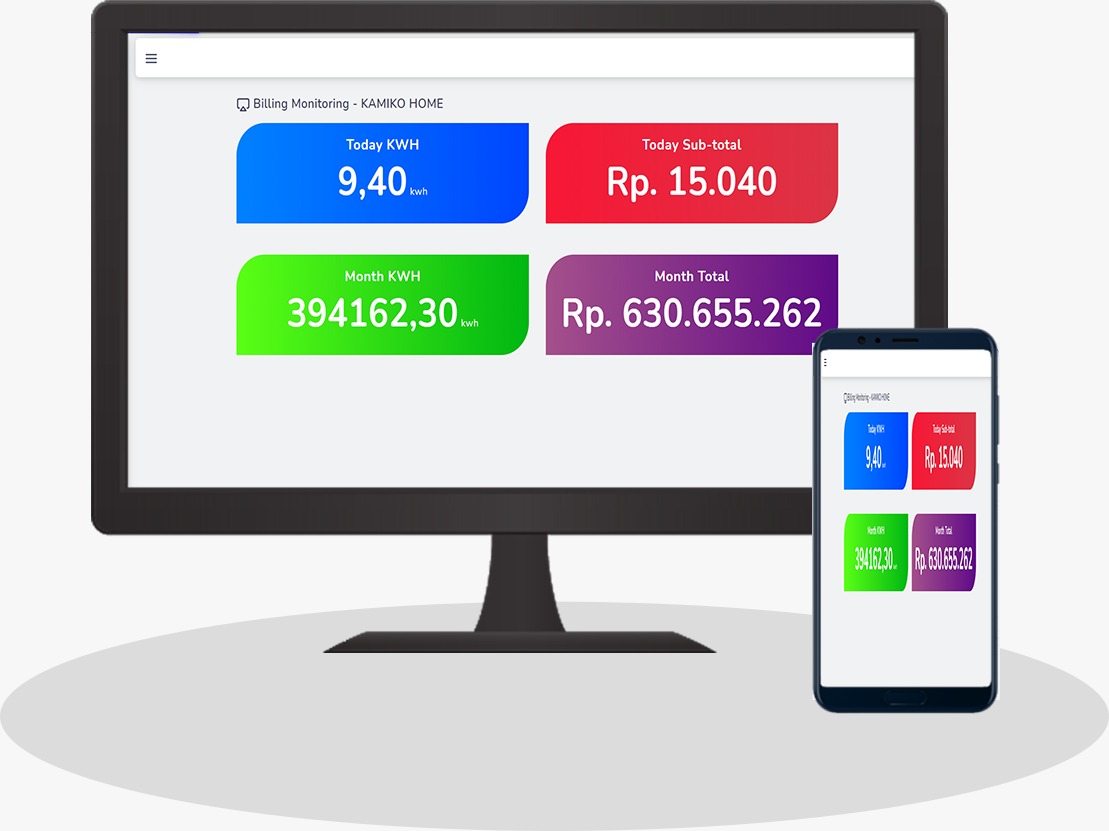 Billing Monitoring - KAMIKO HOME
Today KWH
9,40 kwh
Today Sub-total
Rp. 15.040
Month KWH
394162,30 kwh
Month Total
Rp. 630.655.262
Billing Monitoring - KAMIKO HOME
Today KWH
9,40 kwh
Today Sub-total
Rp. 15.040
Month KWH
394162,30 kwh
Month Total
Rp. 630.655.262